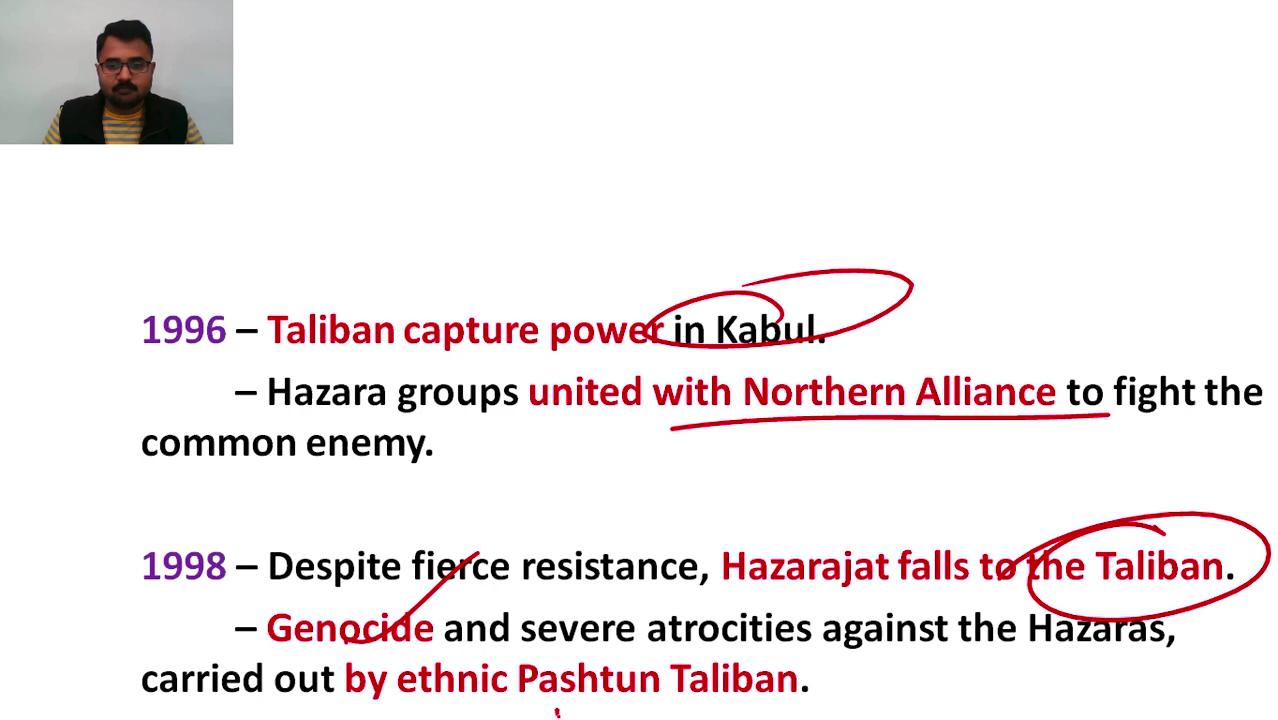 1996 – Taliban capture power in Kabul.
– Hazara groups united with Northern Alliance to fight the
common enemy.
1998 – Despite fierce resistance, Hazarajat falls to the Taliban.
– Genocide and severe atrocities against the Hazaras,
carried out by ethnic Pashtun Taliban.